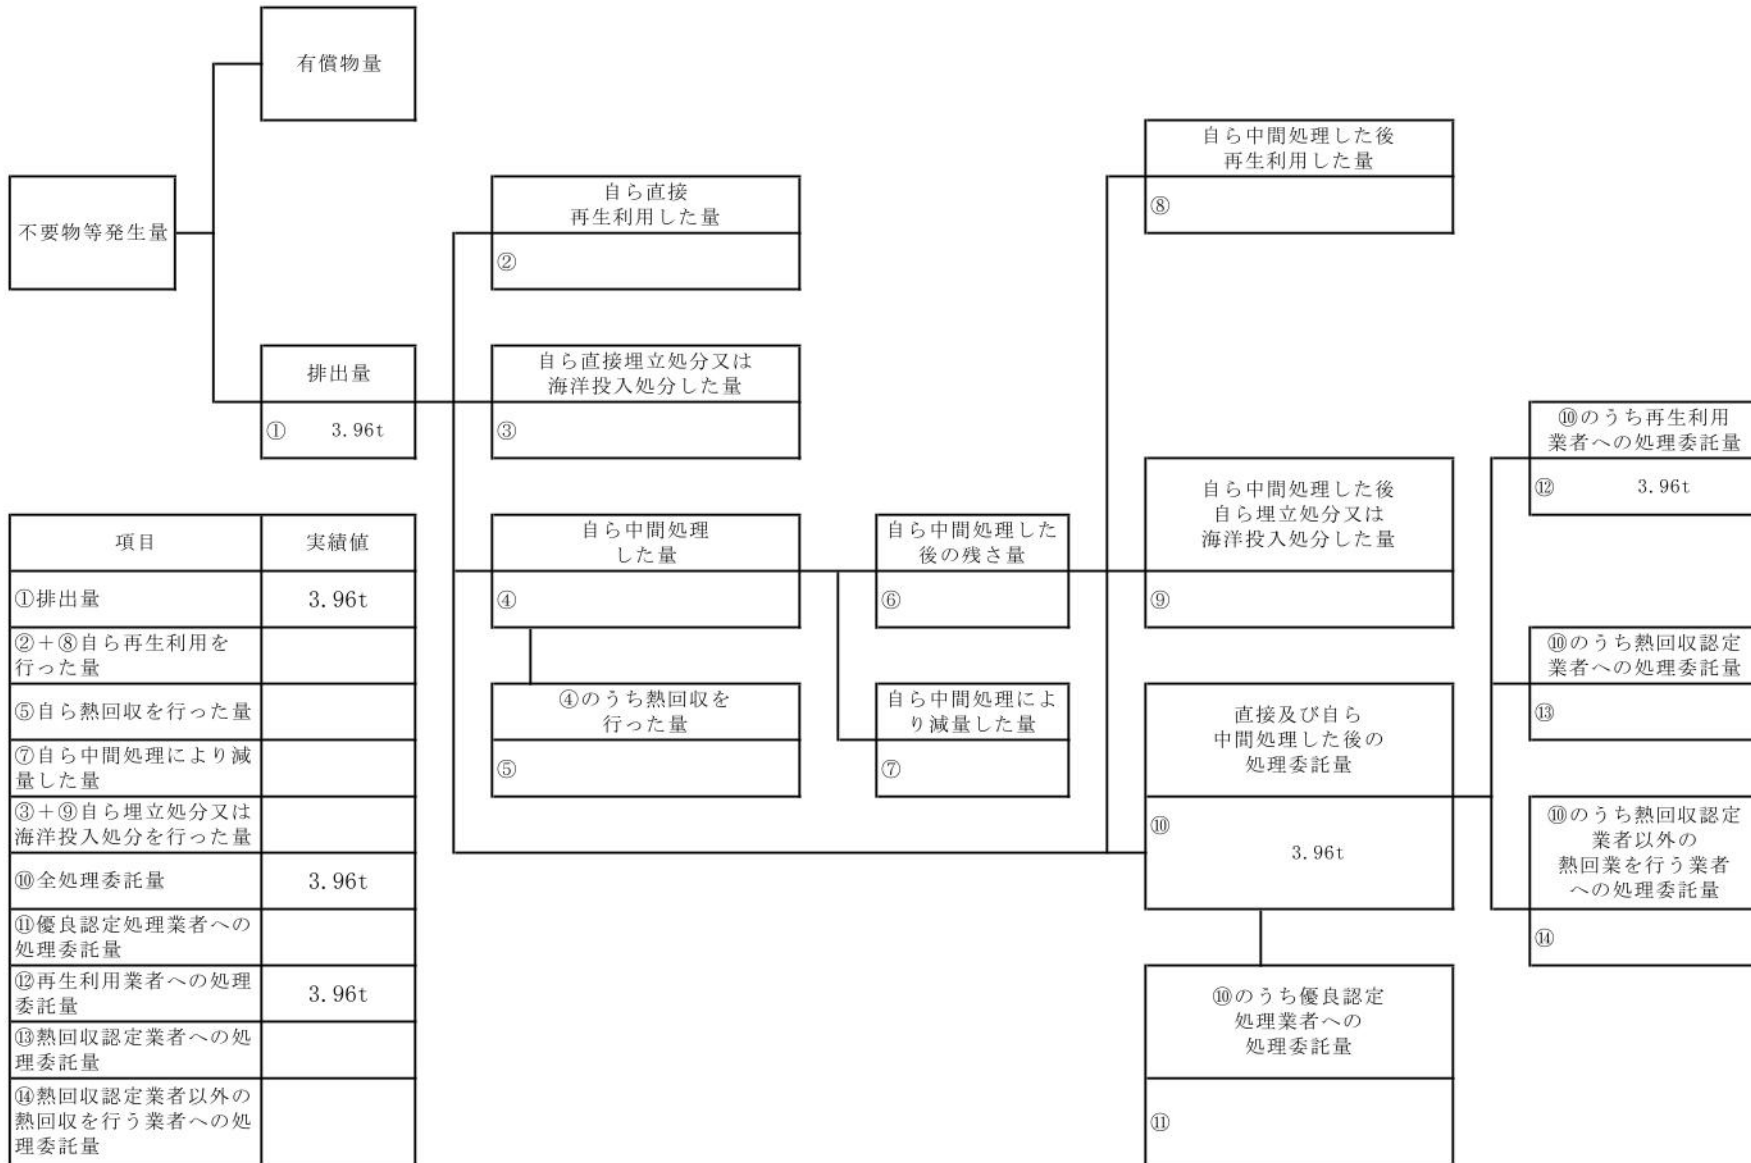 有償物量
不要物等発生量
排出量
① 3.96t
自ら直接
再生利用した量
②
自ら直接埋立処分又は
海洋投入処分した量
③
自ら中間処理
した量
④
④のうち熱回収を
行った量
⑤
自ら中間処理した
後の残さ量
⑥
自ら中間処理によ
り減量した量
⑦
自ら中間処理した後
再生利用した量
⑧
自ら中間処理した後
自ら埋立処分又は
海洋投入処分した量
⑨
直接及び自ら
中間処理した後の
処理委託量
⑩
3.96t
⑩のうち優良認定
処理業者への
処理委託量
⑪
⑩のうち再生利用
業者への処理委託量
⑫ 3.96t
⑩のうち熱回収認定
業者への処理委託量
⑬
⑩のうち熱回収認定
業者以外の
熱回業を行う業者
への処理委託量
⑭
項目 実績値
①排出量 3.96t
②＋⑧自ら再生利用を
行った量
⑤自ら熱回収を行った量
⑦自ら中間処理により減
量した量
③＋⑨自ら埋立処分又は
海洋投入処分を行った量
⑩全処理委託量 3.96t
⑪優良認定処理業者への
処理委託量
⑫再生利用業者への処理
委託量 3.96t
⑬熱回収認定業者への処
理委託量
⑭熱回収認定業者以外の
熱回収を行う業者への処
理委託量